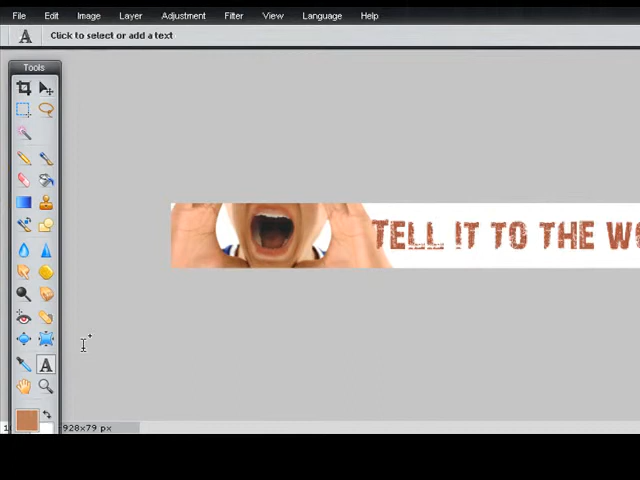 File Edit Image Layer Adjustment Filter View Language Help
A Click to select or add a text
Tools
TELL IT TO THE WO
A
928x79 px